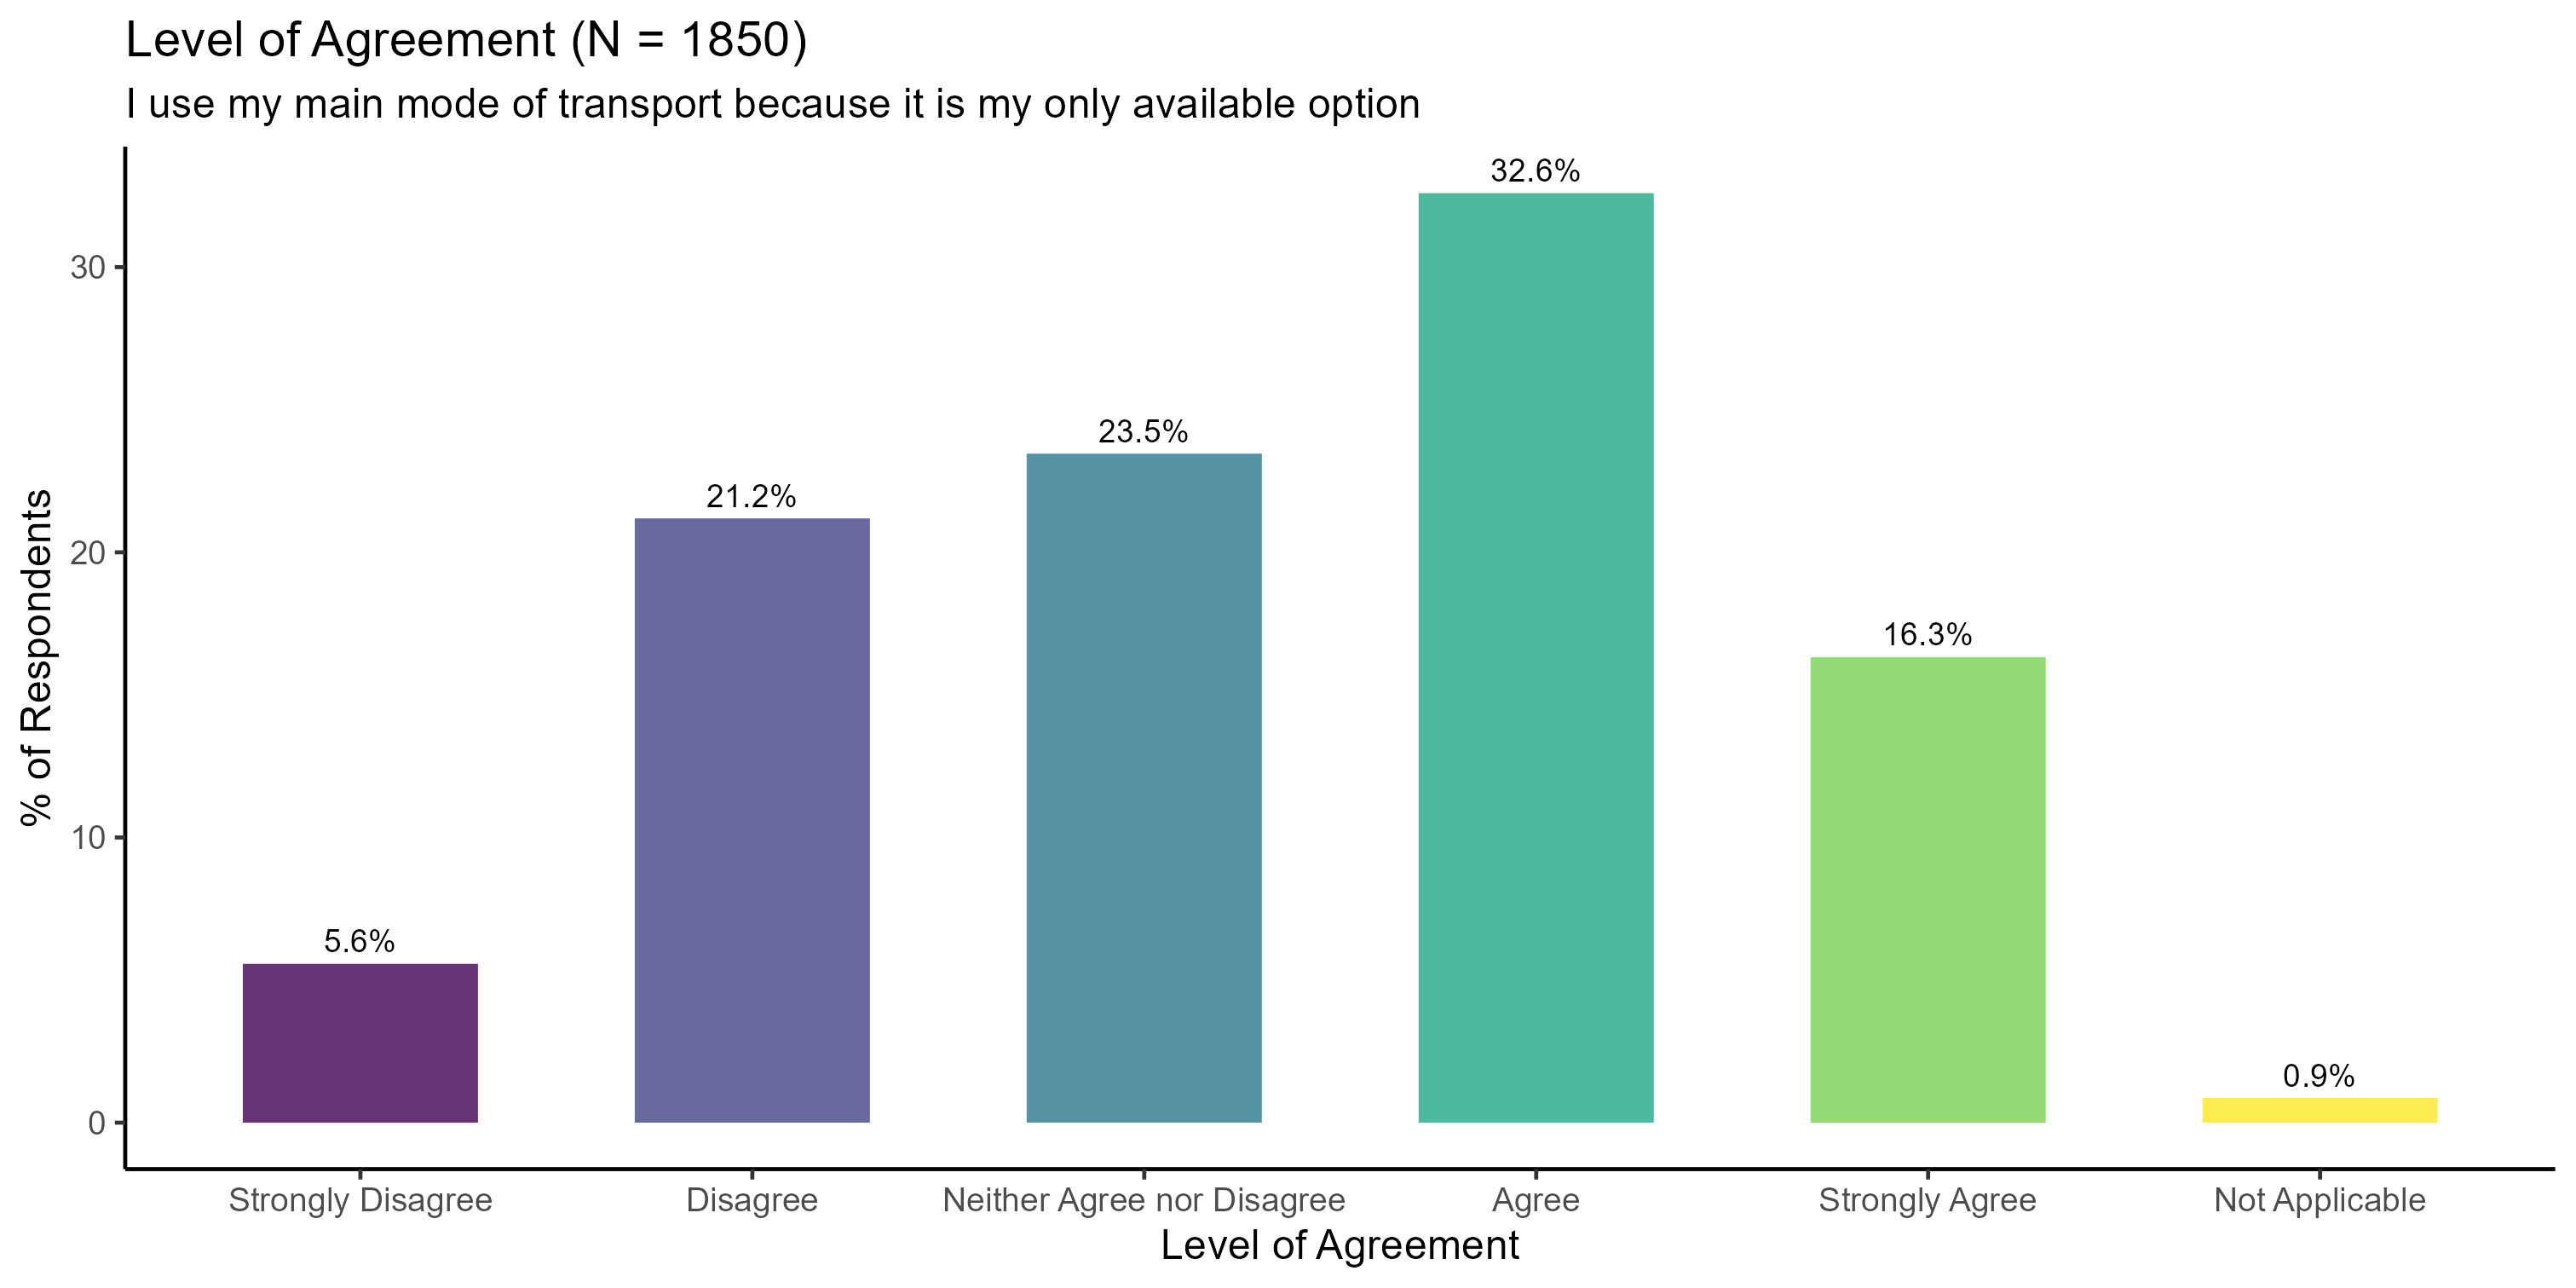 Level of Agreement (N = 1850)
I use my main mode of transport because it is my only available option
% of Respondents
30
20
10
0
5.6%
21.2%
23.5%
32.6%
16.3%
0.9%
Strongly Disagree
Disagree
Neither Agree nor Disagree
Agree
Strongly Agree
Not Applicable
Level of Agreement